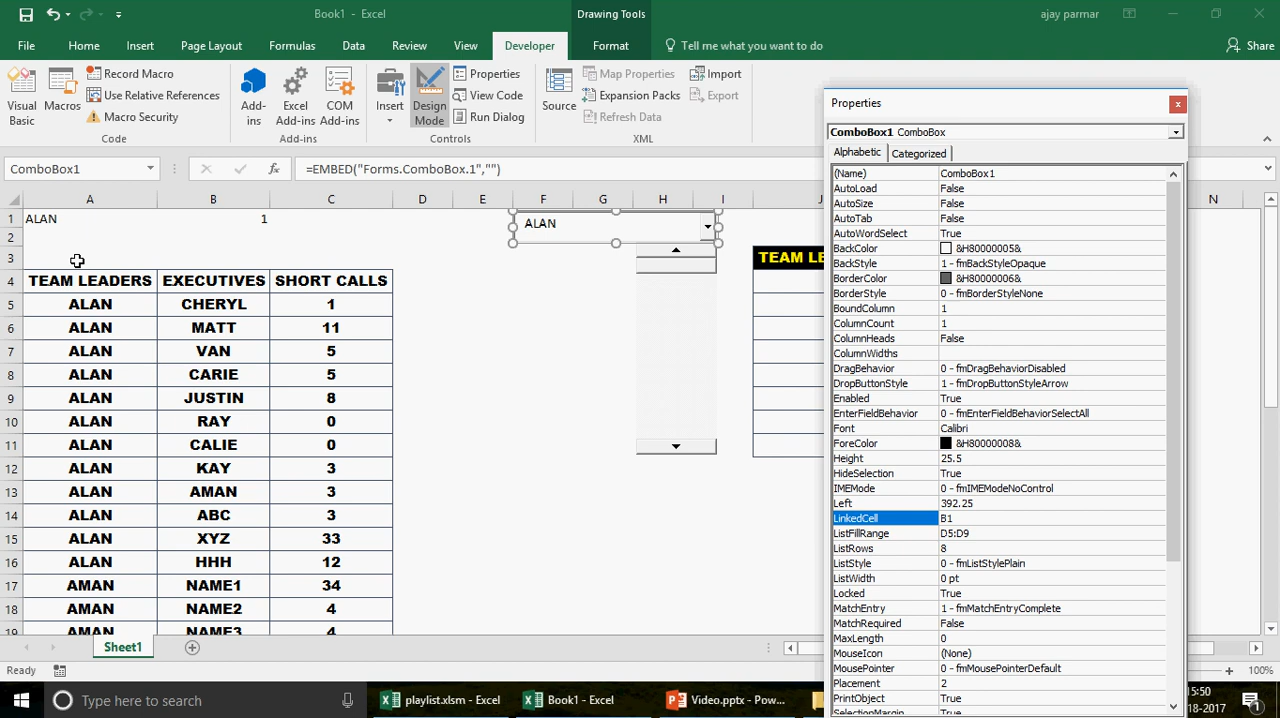 Book1 - Excel
Drawing Tools
ajay parmar
File Home Insert Page Layout Formulas Data Review View Developer Format Tell me what you want to do Share
Visual Basic
Macros
Record Macro
Use Relative References
Macro Security
Code
Add-ins
Excel Add-ins
COM Add-ins
Add-ins
Insert
Design Mode
Properties
View Code
Run Dialog
Controls
Source
Map Properties
Expansion Packs
Refresh Data
Import
Export
XML
ComboBox1
fx =EMBED("Forms.ComboBox.1","")
A B C D E F G H I J N
1 ALAN 1 ALAN
2
3 TEAM LE
4 TEAM LEADERS EXECUTIVES SHORT CALLS
5 ALAN CHERYL 1
6 ALAN MATT 11
7 ALAN VAN 5
8 ALAN CARIE 5
9 ALAN JUSTIN 8
10 ALAN RAY 0
11 ALAN CALIE 0
12 ALAN KAY 3
13 ALAN AMAN 3
14 ALAN ABC 3
15 ALAN XYZ 33
16 ALAN HHH 12
17 AMAN NAME1 34
18 AMAN NAME2 4
19 AMAN NAME3 4
Properties
ComboBox1 ComboBox
Alphabetic Categorized
(Name) ComboBox1
AutoLoad False
AutoSize False
AutoTab False
AutoWordSelect True
BackColor &H80000005&
BackStyle 1 - fmBackStyleOpaque
BorderColor &H80000006&
BorderStyle 0 - fmBorderStyleNone
BoundColumn 1
ColumnCount 1
ColumnHeads False
ColumnWidths
DragBehavior 0 - fmDragBehaviorDisabled
DropButtonStyle 1 - fmDropButtonStyleArrow
Enabled True
EnterFieldBehavior 0 - fmEnterFieldBehaviorSelectAll
Font Calibri
ForeColor &H80000008&
Height 25.5
HideSelection True
IMEMode 0 - fmIMEModeNoControl
Left 392.25
LinkedCell B1
ListFillRange D5:D9
ListRows 8
ListStyle 0 - fmListStylePlain
ListWidth 0 pt
Locked True
MatchEntry 1 - fmMatchEntryComplete
MatchRequired False
MaxLength 0
MouseIcon (None)
MousePointer 0 - fmMousePointerDefault
Placement 2
PrintObject True
SelectionMargin True
Sheet1
Ready
100%
Type here to search
playlist.xlsm - Excel
Book1 - Excel
Video.pptx - Pow...
15:50
-18-2017